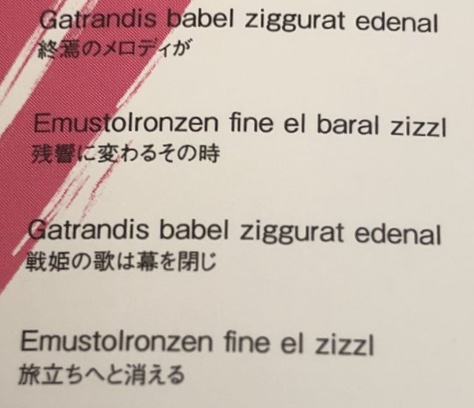 Gatrandis babel ziggurat edenal
終焉のメロディが
Emustolronzen fine el baral zizzl
残響に変わるその時
Gatrandis babel ziggurat edenal
戦姫の歌は幕を閉じ
Emustolronzen fine el zizzl
旅立ちへと消える